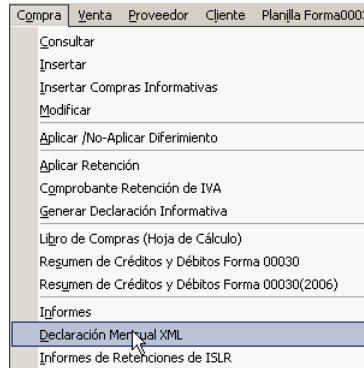 Compra Venta Proveedor Cliente Planilla Forma0003
Consultar
Insertar
Insertar Compras Informativas
Modificar
Aplicar /No-Aplicar Diferimiento
Aplicar Retención
Comprobante Retención de IVA
Generar Declaración Informativa
Libro de Compras (Hoja de Cálculo)
Resumen de Créditos y Débitos Forma 00030
Resumen de Créditos y Débitos Forma 00030(2006)
Informes
Declaración Mensual XML
Informes de Retenciones de ISLR